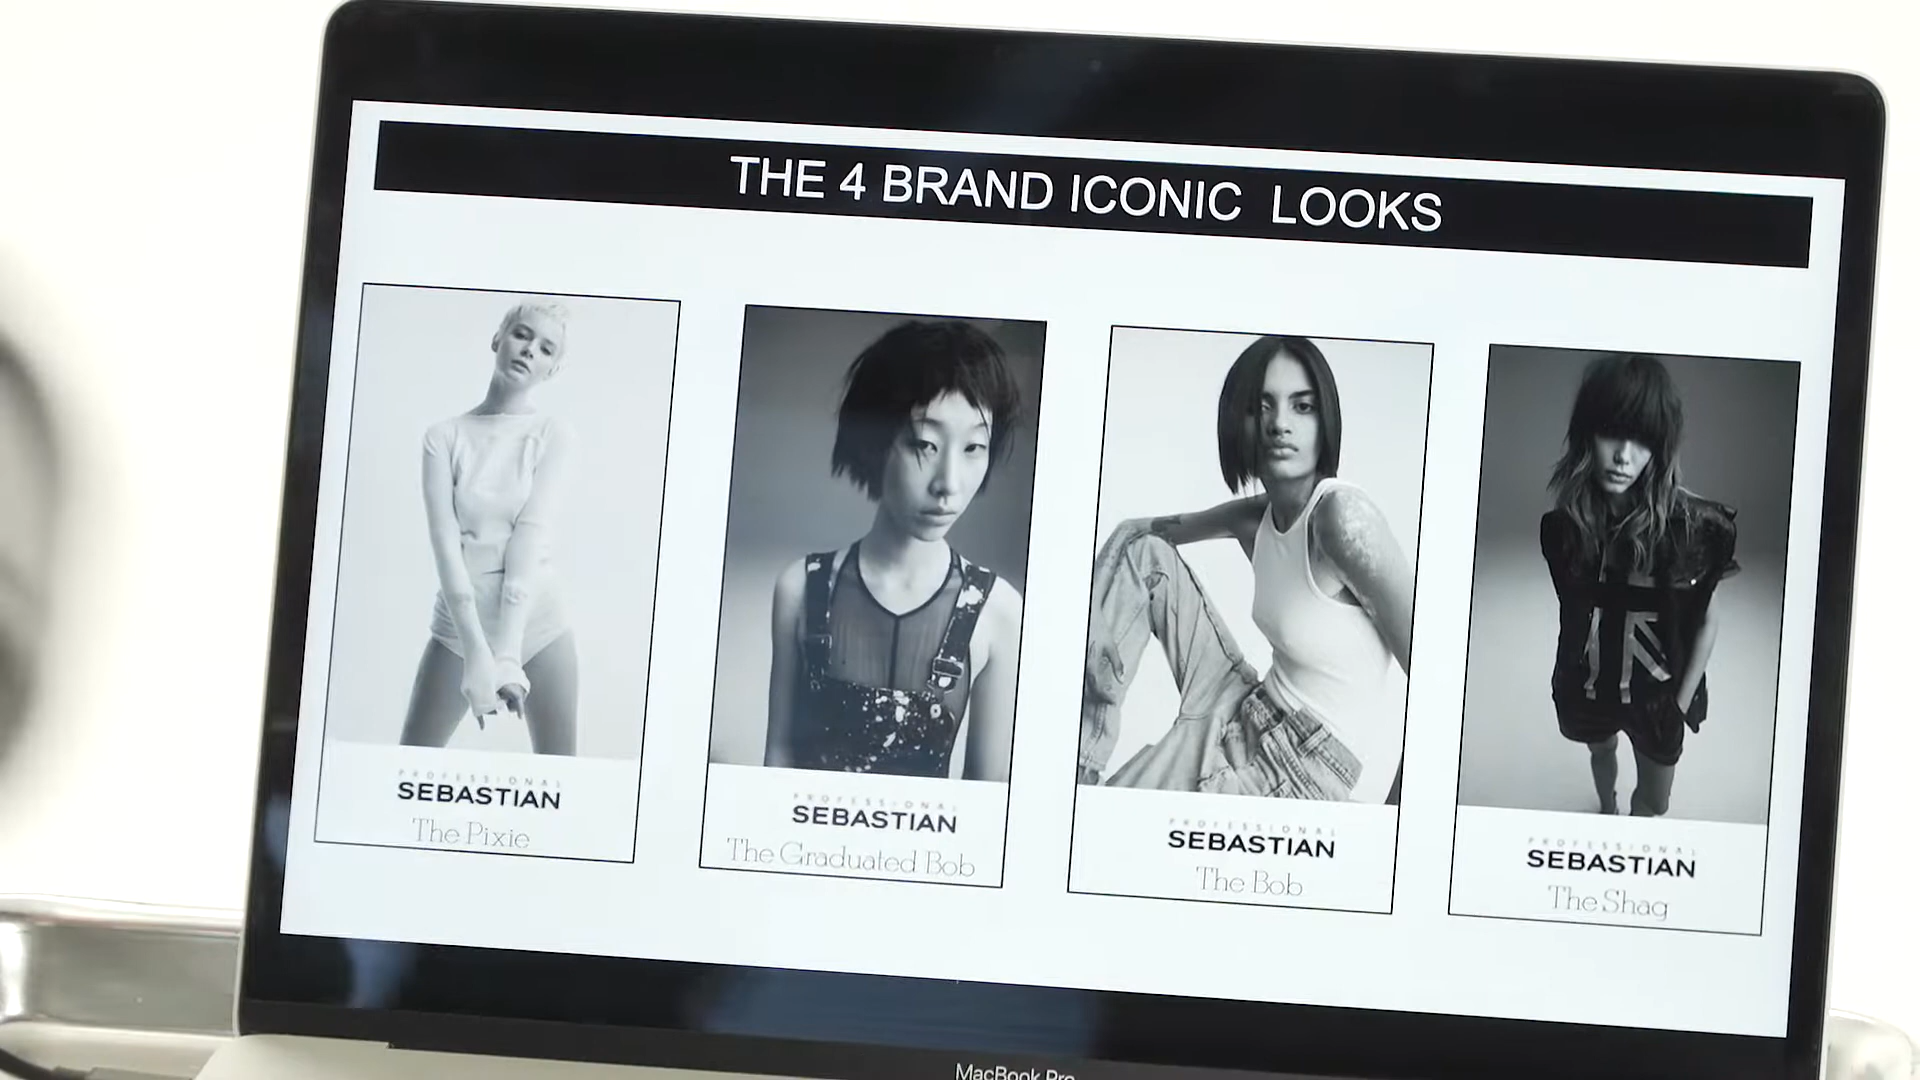 THE 4 BRAND ICONIC LOOKS
PROFESSIONAL
SEBASTIAN
The Pixie
PROFESSIONAL
SEBASTIAN
The Graduated Bob
PROFESSIONAL
SEBASTIAN
The Bob
PROFESSIONAL
SEBASTIAN
The Shag
MacBook Pro